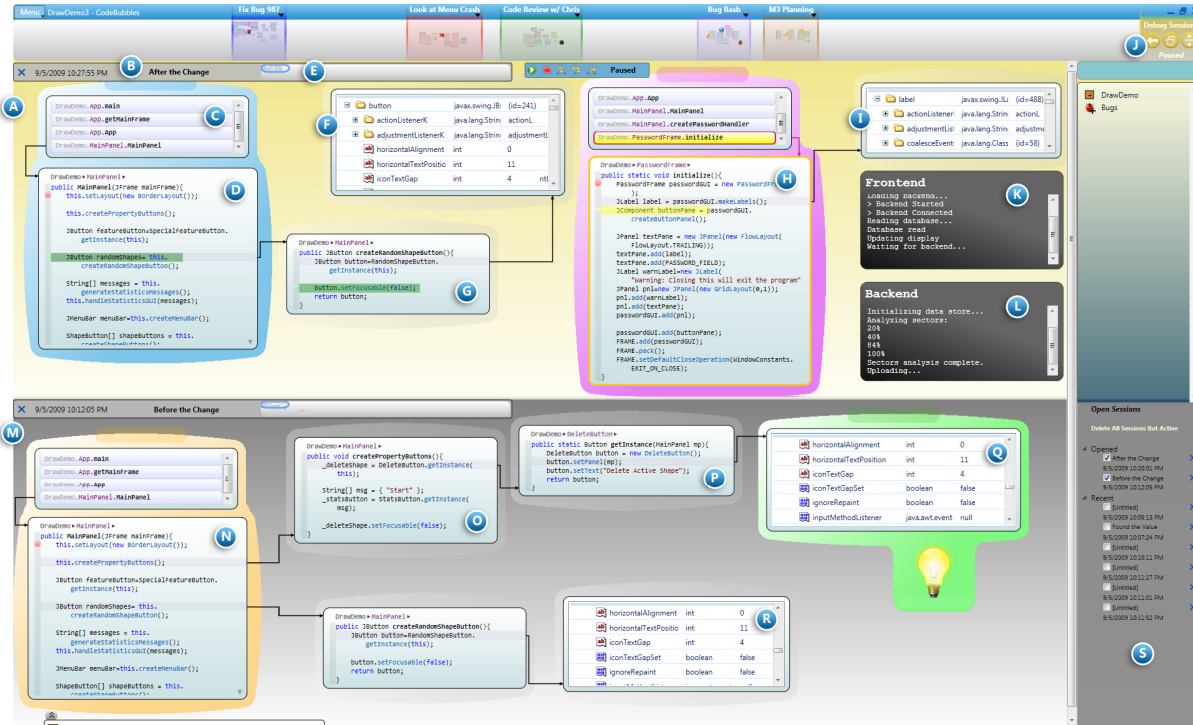 Menu DrawDemo3 - CodeBubbles
Fix Bug 987
Look at Menu Crash
Code Review w/ Chris
Bug Bash
M3 Planning
Debug Session
J
Paused
9/5/2009 10:27:55 PM
B
After the Change
E
Paused
A
DrawDemo.App.main
DrawDemo.App.getMainFrame
DrawDemo.App.App
DrawDemo.MainPanel.MainPanel
C
DrawDemo ▸ MainPanel ▸
public MainPanel(JFrame mainFrame){
this.setLayout(new BorderLayout());
this.createPropertyButtons();
JButton featureButton=SpecialFeatureButton.
getInstance(this);
JButton randomShapes= this.
createRandomShapeButton();
String[] messages = this.
generateStatisticsMessages();
this.handleStatisticsGUI(messages);
JMenuBar menuBar=this.createMenuBar();
ShapeButton[] shapeButtons = this.
createShapeButtons();
D
F
button javax.swing.JB (id=241)
actionListenerK java.lang.Strin actionL
adjustmentListenerK java.lang.Strin adjustmentL
horizontalAlignment int 0
horizontalTextPositio int 11
iconTextGap int 4
DrawDemo ▸ MainPanel ▸
public JButton createRandomShapeButton(){
JButton button=RandomShapeButton.
getInstance(this);
button.setFocusable(false);
return button;
}
G
DrawDemo.App.App
DrawDemo.MainPanel.MainPanel
DrawDemo.MainPanel.createPasswordHandler
DrawDemo.PasswordFrame.initialize
DrawDemo ▸ PasswordFrame ▸
public static void initialize(){
PasswordFrame passwordGUI = new PasswordFra
);
JLabel label = passwordGUI.makeLabels();
JComponent buttonPane = passwordGUI.
createButtonPanel();
JPanel textPane = new JPanel(new FlowLayout(
FlowLayout.TRAILING));
textPane.add(label);
textPane.add(PASSWORD_FIELD);
JLabel warnLabel=new JLabel(
"Warning: Closing this will exit the program"
JPanel pnl=new JPanel(new GridLayout(0,1));
pnl.add(warnLabel);
pnl.add(textPane);
passwordGUI.add(pnl);
passwordGUI.add(buttonPane);
FRAME.add(passwordGUI);
FRAME.pack();
FRAME.setDefaultCloseOperation(WindowConstants.
EXIT_ON_CLOSE);
}
H
I
label javax.swing.JLa (id=488)
actionListener java.lang.Strin actionL
adjustmentLis java.lang.Strin adjustme
coalesceEvent java.lang.Class (id=58)
Frontend
K
Loading backend...
> Backend Started
> Backend Connected
Reading database...
Database read
Updating display
Waiting for backend...
Backend
L
Initializing data store...
Analyzing sectors:
20%
40%
84%
100%
Sectors analysis complete.
Uploading...
DrawDemo
Bugs
9/5/2009 10:12:05 PM
Before the Change
M
DrawDemo.App.main
DrawDemo.App.getMainFrame
DrawDemo.App.App
DrawDemo.MainPanel.MainPanel
DrawDemo ▸ MainPanel ▸
public MainPanel(JFrame mainFrame){
this.setLayout(new BorderLayout());
this.createPropertyButtons();
JButton featureButton=SpecialFeatureButton.
getInstance(this);
JButton randomShapes= this.
createRandomShapeButton();
String[] messages = this.
generateStatisticsMessages();
this.handleStatisticsGUI(messages);
JMenuBar menuBar=this.createMenuBar();
ShapeButton[] shapeButtons = this.
createShapeButtons();
N
DrawDemo ▸ MainPanel ▸
public void createPropertyButtons(){
_deleteShape = DeleteButton.getInstance(
this);
String[] msg = { "Start" };
_statsButton = StatsButton.getInstance(
msg);
_deleteShape.setFocusable(false);
}
O
DrawDemo ▸ DeleteButton ▸
public static Button getInstance(MainPanel mp){
DeleteButton button = new DeleteButton();
button.setPanel(mp);
button.setText("Delete Active Shape");
return button;
}
P
horizontalAlignment int 0
horizontalTextPosition int 11
iconTextGap int 4
iconTextGapSet boolean false
ignoreRepaint boolean false
inputMethodListener java.awt.event null
Q
DrawDemo ▸ MainPanel ▸
public JButton createRandomShapeButton(){
JButton button=RandomShapeButton.
getInstance(this);
button.setFocusable(false);
return button;
}
horizontalAlignment int 0
horizontalTextPositio int 11
iconTextGap int 4
iconTextGapSet boolean false
ignoreRepaint boolean false
R
Open Sessions
Delete All Sessions But Active
Opened
After the Change
9/5/2009 10:20:01 PM
Before the Change
9/5/2009 10:12:05 PM
Recent
[Untitled]
9/5/2009 10:05:13 PM
Found the Value
9/5/2009 10:07:24 PM
[Untitled]
9/5/2009 10:10:11 PM
[Untitled]
9/5/2009 10:11:27 PM
[Untitled]
9/5/2009 10:11:01 PM
[Untitled]
9/5/2009 10:11:52 PM
S